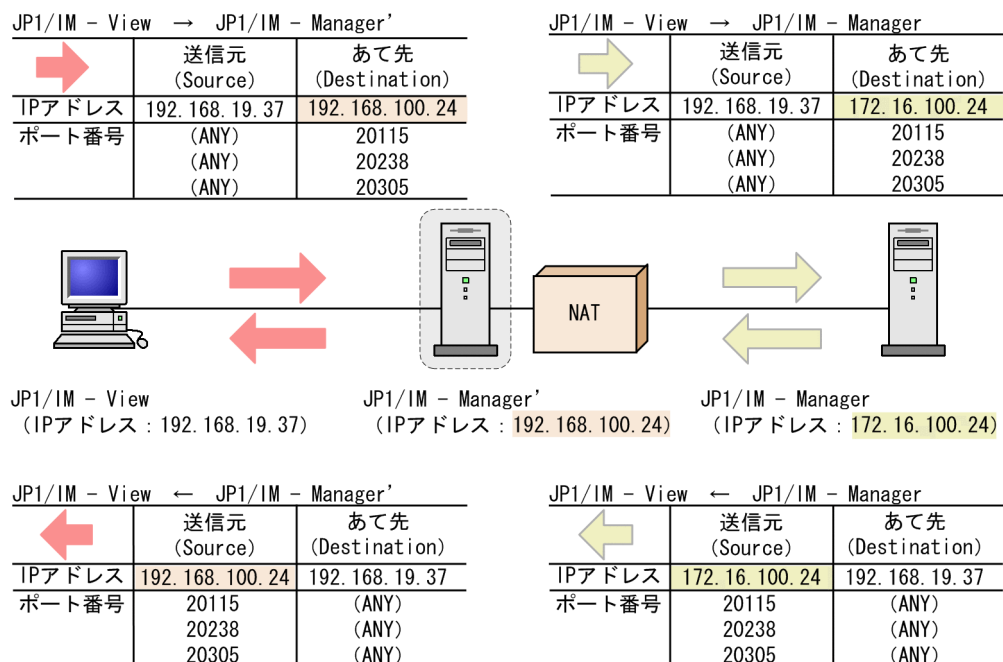 JP1/IM - View → JP1/IM - Manager'
送信元 あて先
(Source) (Destination)
IPアドレス 192.168.19.37 192.168.100.24
ポート番号 (ANY) 20115
(ANY) 20238
(ANY) 20305
JP1/IM - View → JP1/IM - Manager
送信元 あて先
(Source) (Destination)
IPアドレス 192.168.19.37 172.16.100.24
ポート番号 (ANY) 20115
(ANY) 20238
(ANY) 20305
NAT
JP1/IM - View
(IPアドレス:192.168.19.37)
JP1/IM - Manager'
(IPアドレス:192.168.100.24)
JP1/IM - Manager
(IPアドレス:172.16.100.24)
JP1/IM - View ← JP1/IM - Manager'
送信元 あて先
(Source) (Destination)
IPアドレス 192.168.100.24 192.168.19.37
ポート番号 20115 (ANY)
20238 (ANY)
20305 (ANY)
JP1/IM - View ← JP1/IM - Manager
送信元 あて先
(Source) (Destination)
IPアドレス 172.16.100.24 192.168.19.37
ポート番号 20115 (ANY)
20238 (ANY)
20305 (ANY)